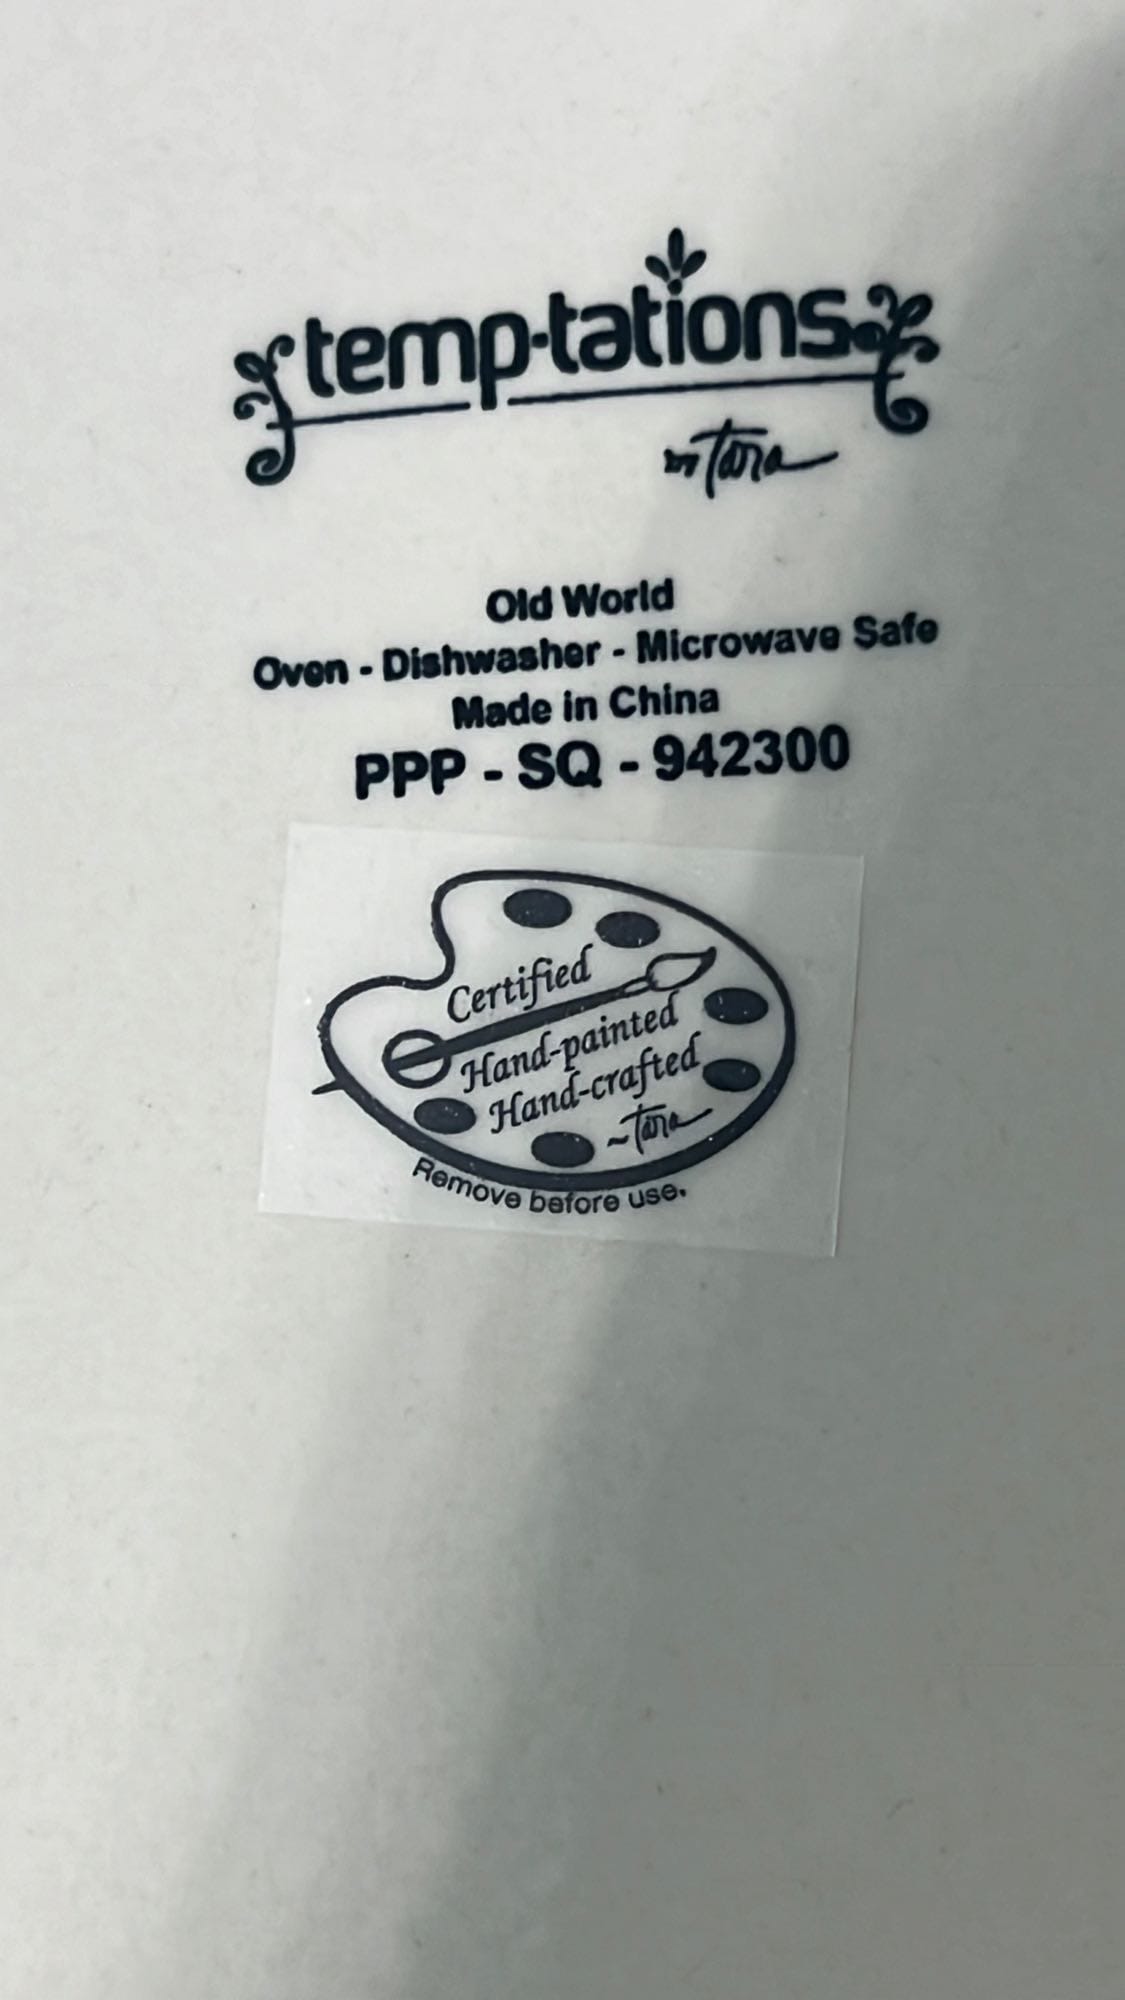 temp-tations
Tara
Old World
Oven - Dishwasher - Microwave Safe
Made in China
PPP - SQ - 942300
Certified
Hand-painted
Hand-crafted
~Tara
Remove before use.